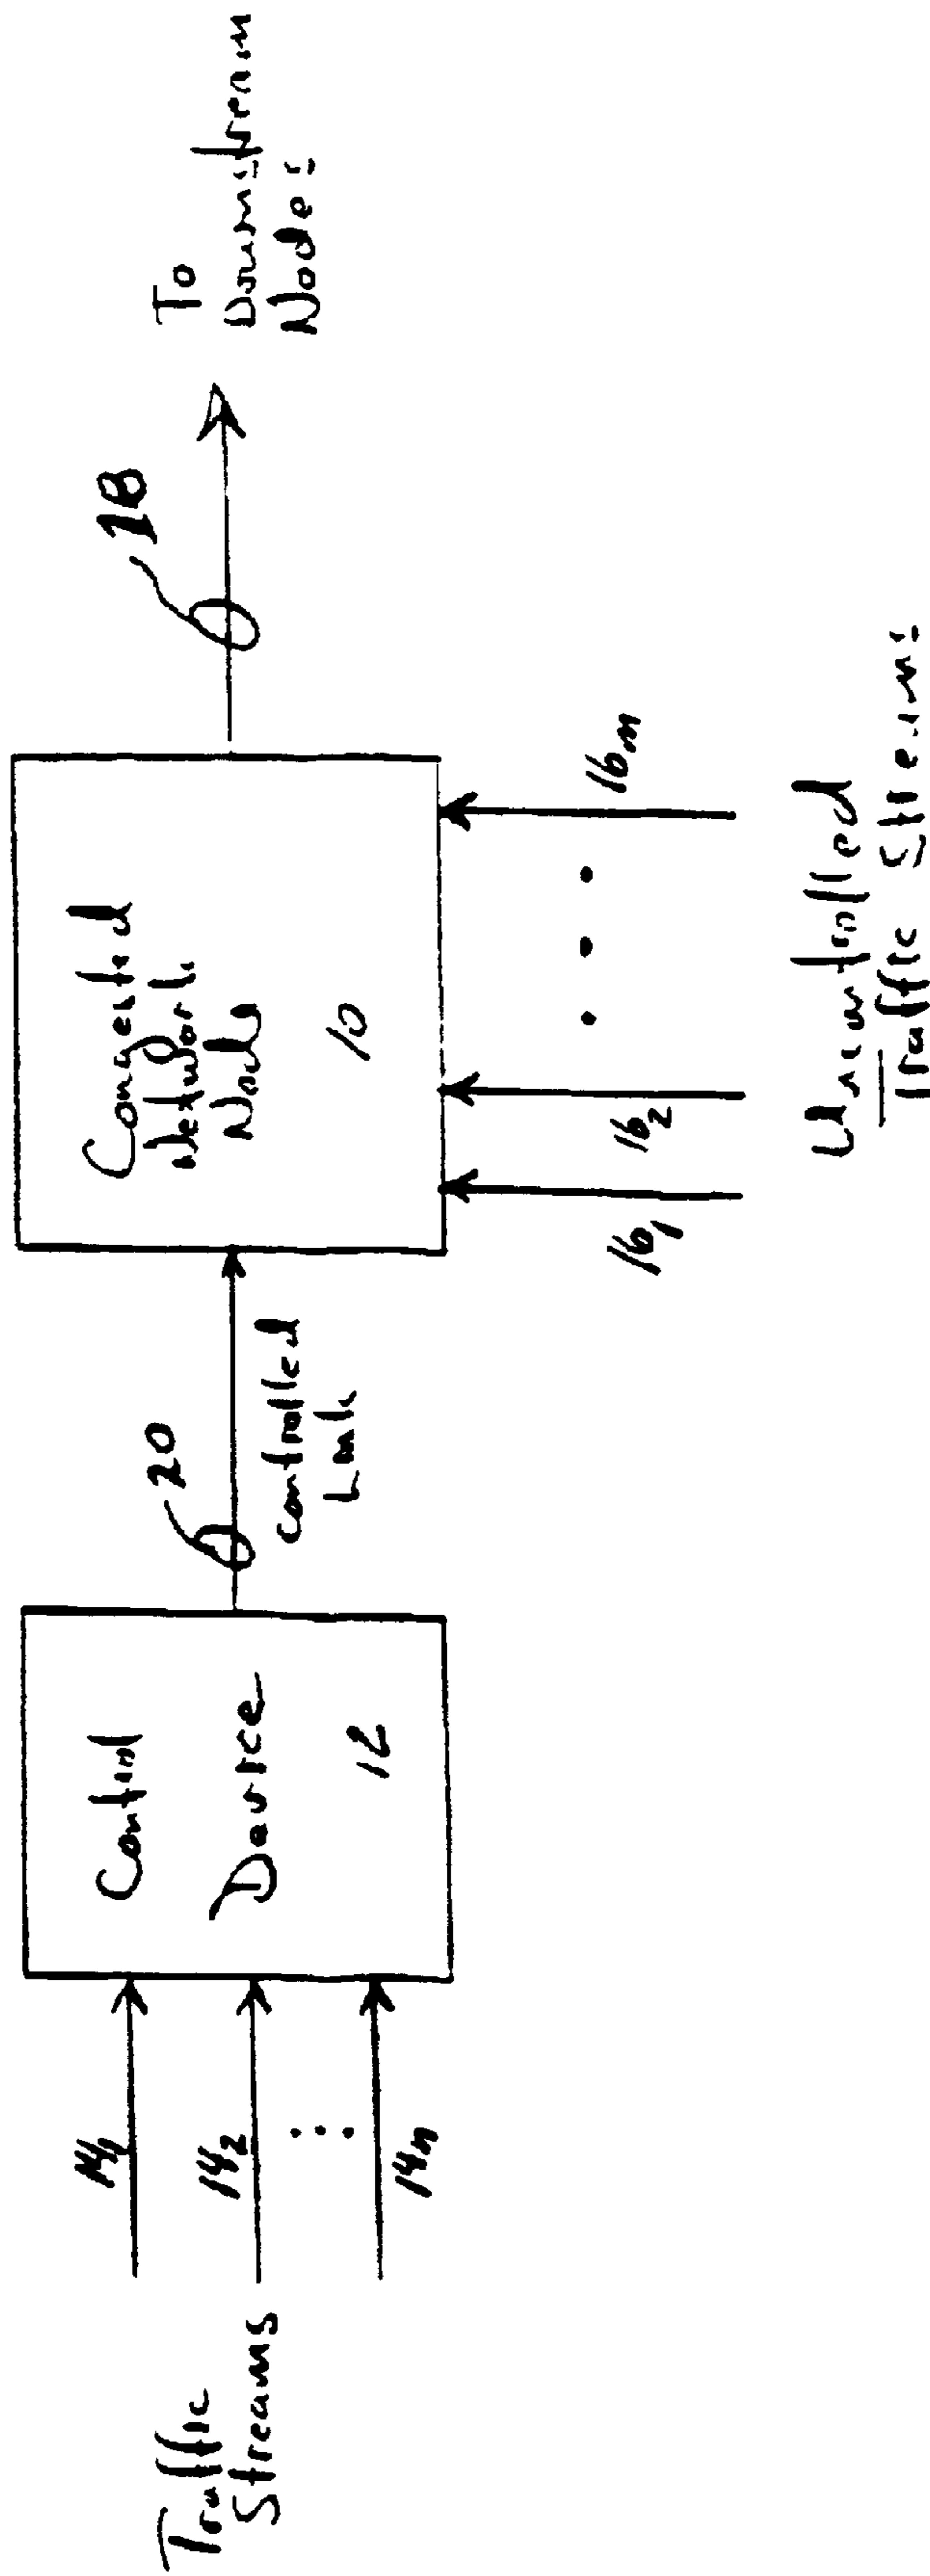 Traffic
Streams
14₁
14₂
14ₙ
Control
Device
12
20
controlled
Link
Congested
Network
Node
10
16₁
16₂
16ₘ
Uncontrolled
Traffic Streams
18
To
Downstream
Nodes